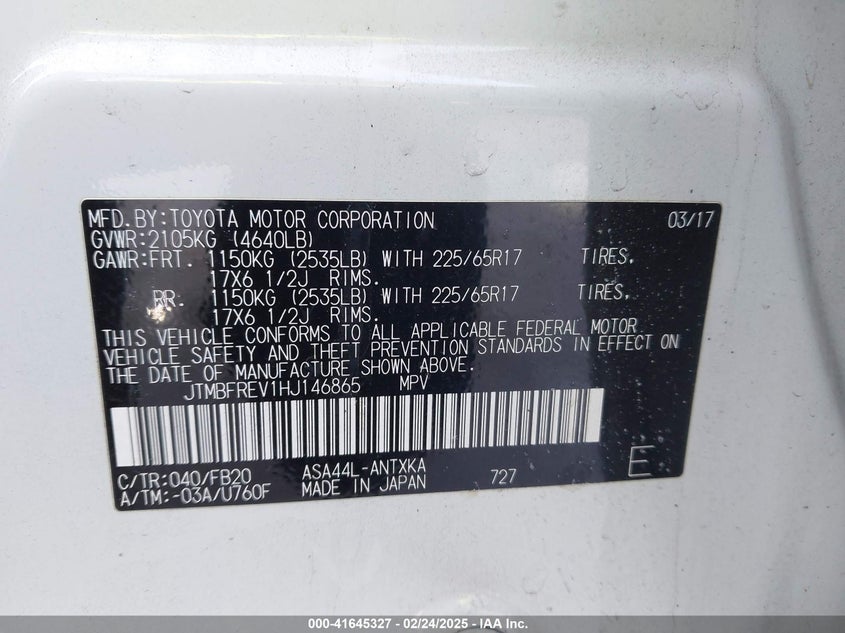 MFD. BY: TOYOTA MOTOR CORPORATION 03/17
GVWR: 2105KG (4640LB)
GAWR: FRT. 1150KG (2535LB) WITH 225/65R17 TIRES,
17X6 1/2J RIMS.
RR. 1150KG (2535LB) WITH 225/65R17 TIRES,
17X6 1/2J RIMS.
THIS VEHICLE CONFORMS TO ALL APPLICABLE FEDERAL MOTOR
VEHICLE SAFETY AND THEFT PREVENTION STANDARDS IN EFFECT ON
THE DATE OF MANUFACTURE SHOWN ABOVE.
JTMBFREV1HJ146865 MPV
C/TR: 040/FB20 ASA44L-ANTXKA 727 E
A/TM: -03A/U760F MADE IN JAPAN
000-41645327 - 02/24/2025 - IAA Inc.